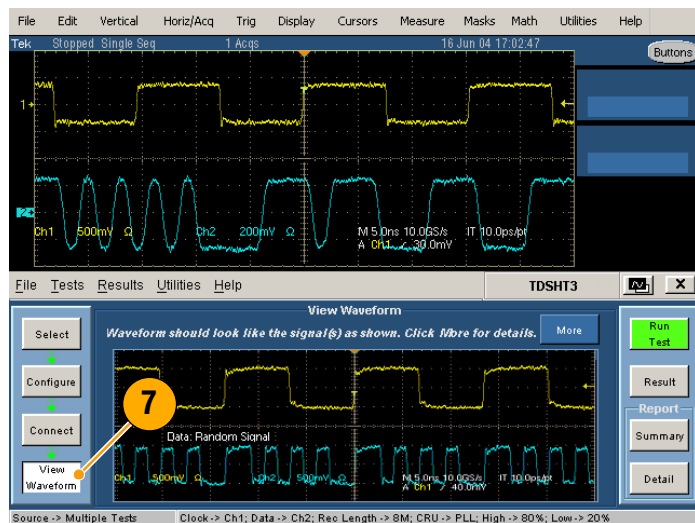 File Edit Vertical Horiz/Acq Trig Display Cursors Measure Masks Math Utilities Help
Tek Stopped Single Seq 1 Acqs 16 Jun 04 17:02:47
Buttons
1
2
Ch1 500mV Ω Ch2 200mV Ω M 5.0ns 10.0GS/s IT 10.0ps/pt
A Ch1 ∕ 30.0mV
File Tests Results Utilities Help TDSHT3 X
View Waveform
Waveform should look like the signal(s) as shown. Click More for details. More
Select
Configure
Connect
View
Waveform
7
Data: Random Signal
Ch1 500mV Ω Ch2 500mV Ω M 5.0ns 10.0GS/s IT 10.0ps/pt
A Ch1 ∕ 40.0mV
Run
Test
Result
Report
Summary
Detail
Source -> Multiple Tests Clock-> Ch1; Data -> Ch2; Rec Length-> 8M; CRU -> PLL; High-> 80%; Low-> 20%